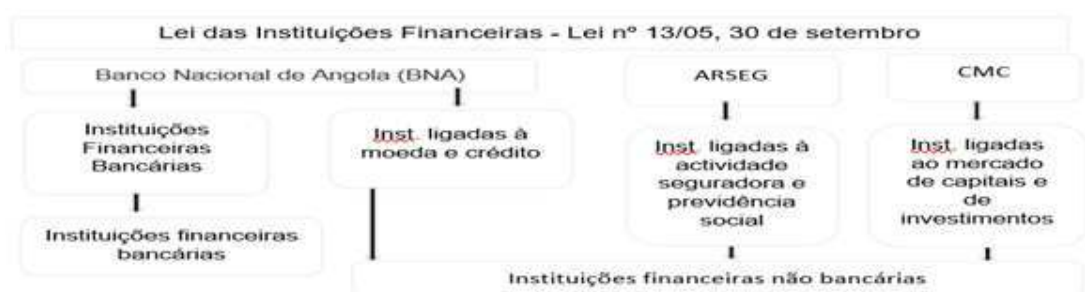 Lei das Instituições Financeiras - Lei nº 13/05, 30 de setembro
Banco Nacional de Angola (BNA)
ARSEG
CMC
Instituições
Financeiras
Bancárias
Inst. ligadas à
moeda e crédito
Inst. ligadas à
actividade
seguradora e
previdência
social
Inst. ligadas
ao mercado
de capitais e
de
investimentos
Instituições financeiras
bancárias
Instituições financeiras não bancárias